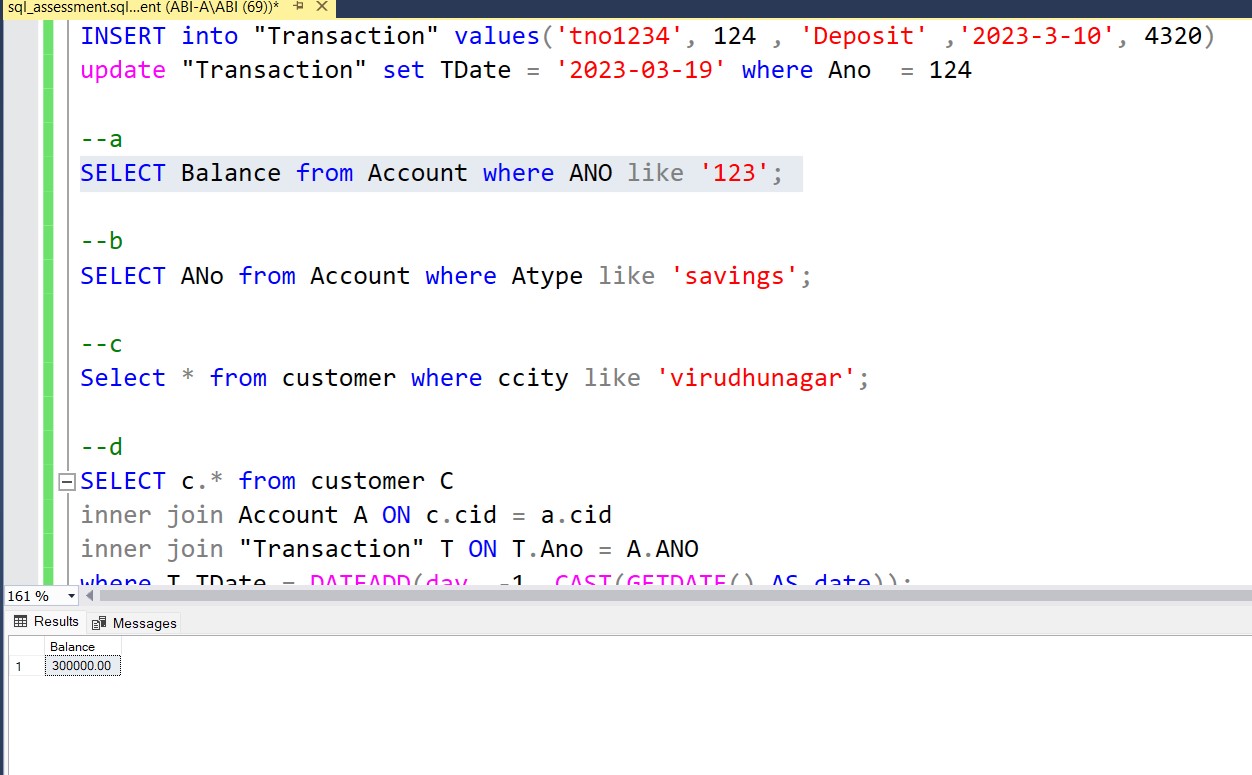 sql_assessment.sql...ent (ABI-A\ABI (69))*
INSERT into "Transaction" values('tno1234', 124 , 'Deposit' ,'2023-3-10', 4320)
update "Transaction" set TDate = '2023-03-19' where Ano  = 124
--a
SELECT Balance from Account where ANO like '123';
--b
SELECT ANo from Account where Atype like 'savings';
--c
Select * from customer where ccity like 'virudhunagar';
--d
SELECT c.* from customer C
inner join Account A ON c.cid = a.cid
inner join "Transaction" T ON T.Ano = A.ANO
where T.TDate = DATEADD(day, -1, CAST(GETDATE() AS date));
161 %
Results Messages
Balance
1 300000.00